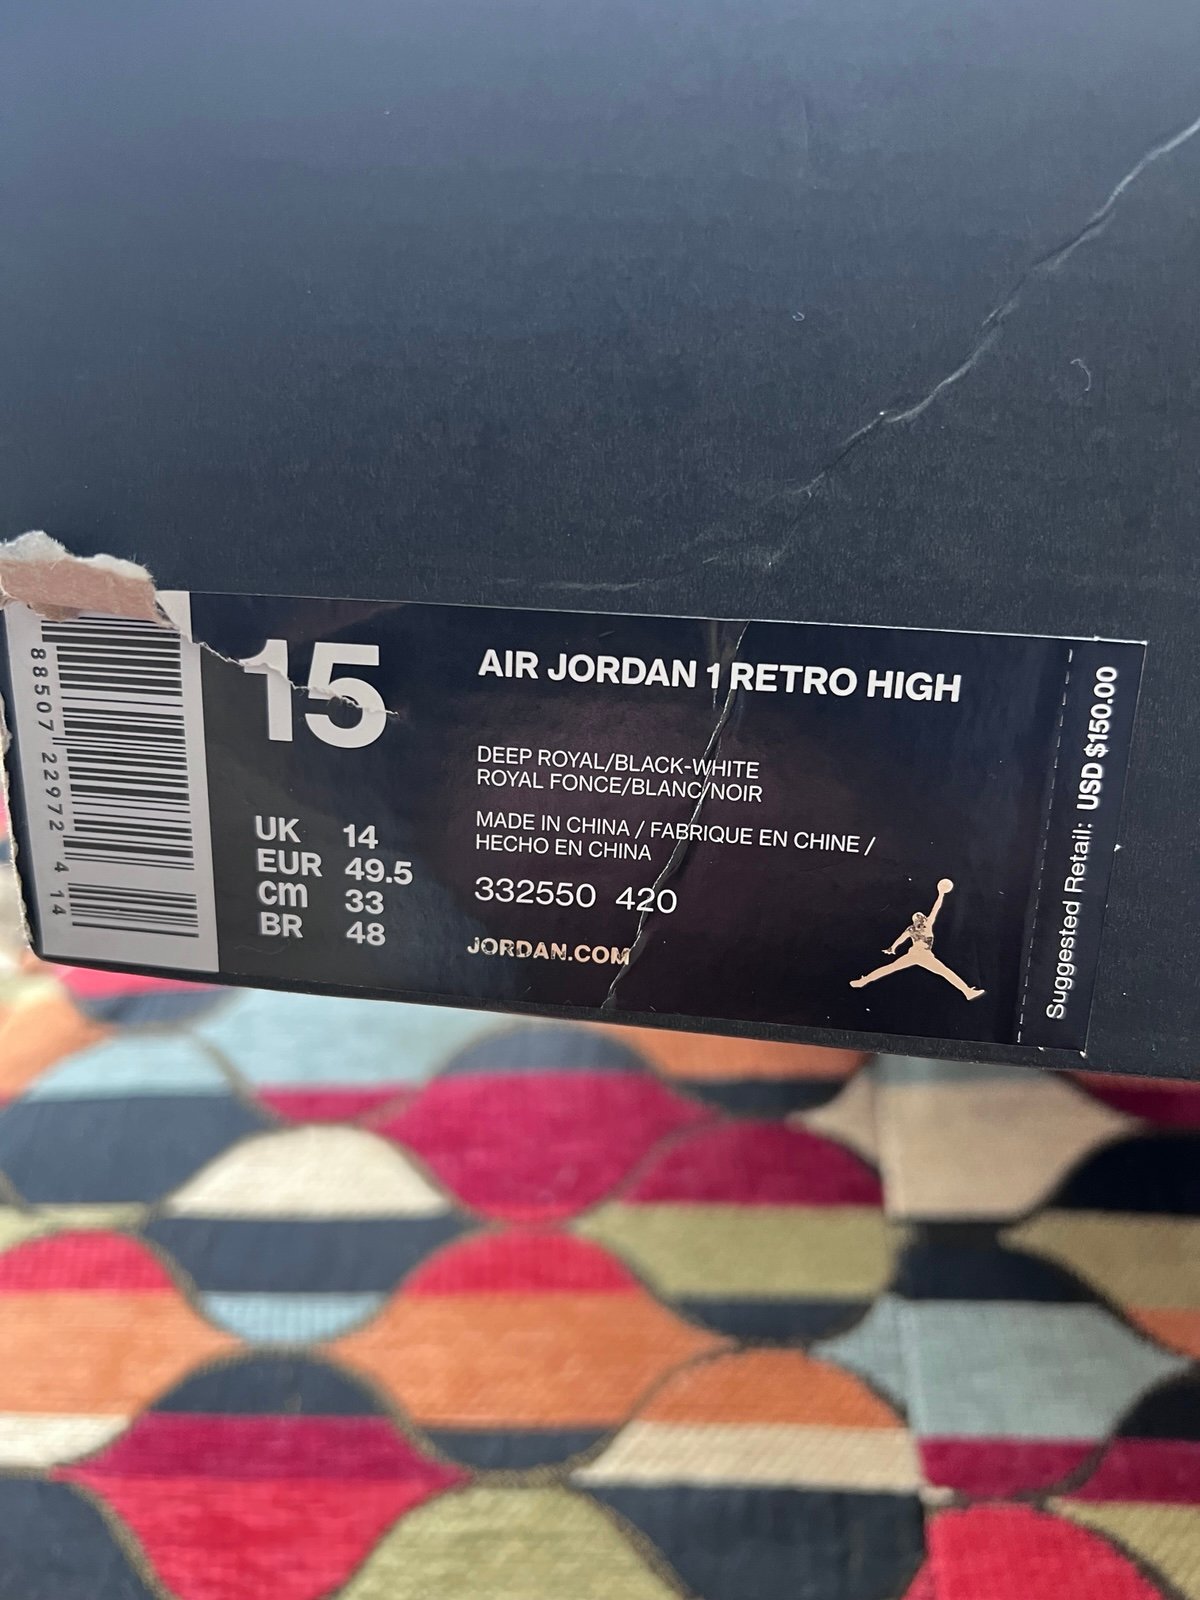 88507 22972 4 14
15
UK 14
EUR 49.5
cm 33
BR 48
AIR JORDAN 1 RETRO HIGH
DEEP ROYAL/BLACK-WHITE
ROYAL FONCE/BLANC/NOIR
MADE IN CHINA / FABRIQUE EN CHINE /
HECHO EN CHINA
332550 420
JORDAN.COM
Suggested Retail: USD $150.00